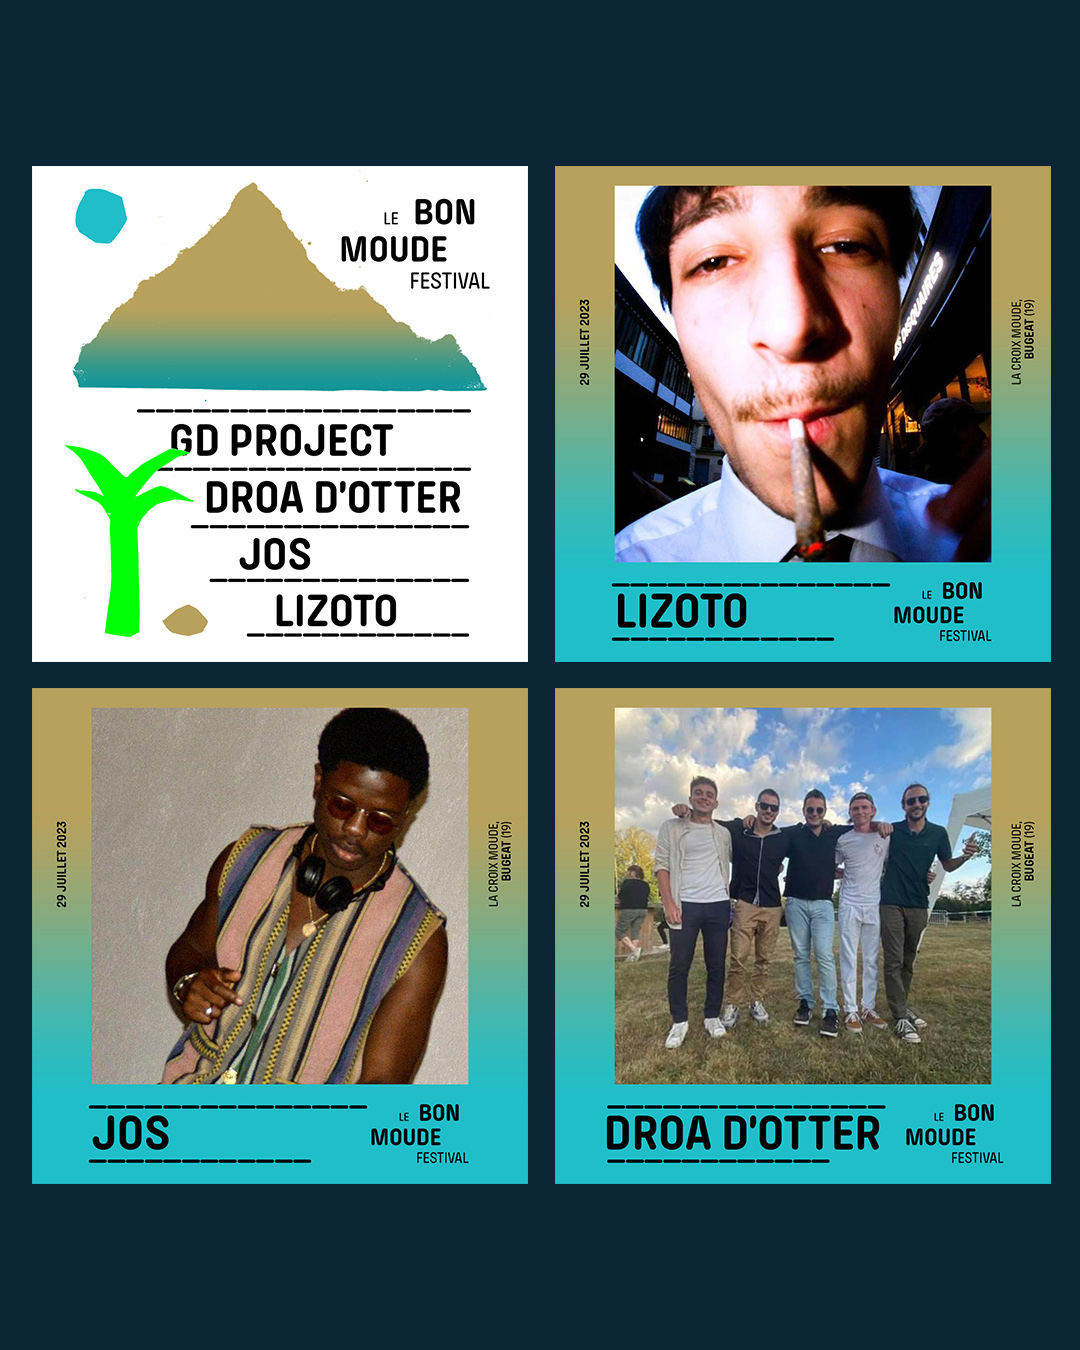 LE BON
MOUDE
FESTIVAL
GD PROJECT
DROA D'OTTER
JOS
LIZOTO
29 JUILLET 2023
LA CROIX MOUDE,
BUGEAT (19)
LIZOTO
LE BON
MOUDE
FESTIVAL
29 JUILLET 2023
LA CROIX MOUDE,
BUGEAT (19)
JOS
LE BON
MOUDE
FESTIVAL
29 JUILLET 2023
LA CROIX MOUDE,
BUGEAT (19)
DROA D'OTTER
LE BON
MOUDE
FESTIVAL